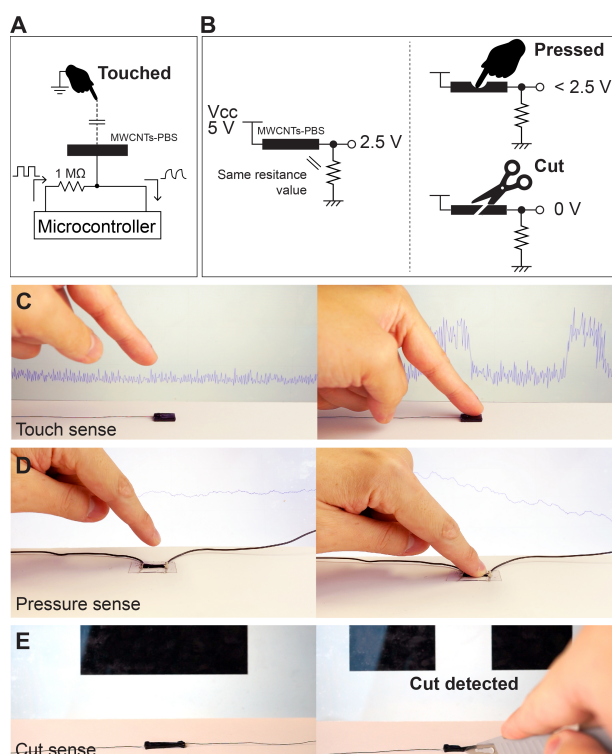 A
Touched
MWCNTs-PBS
1 MΩ
Microcontroller
B
Vcc
5 V
MWCNTs-PBS
2.5 V
Same resitance
value
Pressed
< 2.5 V
Cut
0 V
C
Touch sense
D
Pressure sense
E
Cut detected
Cut sense